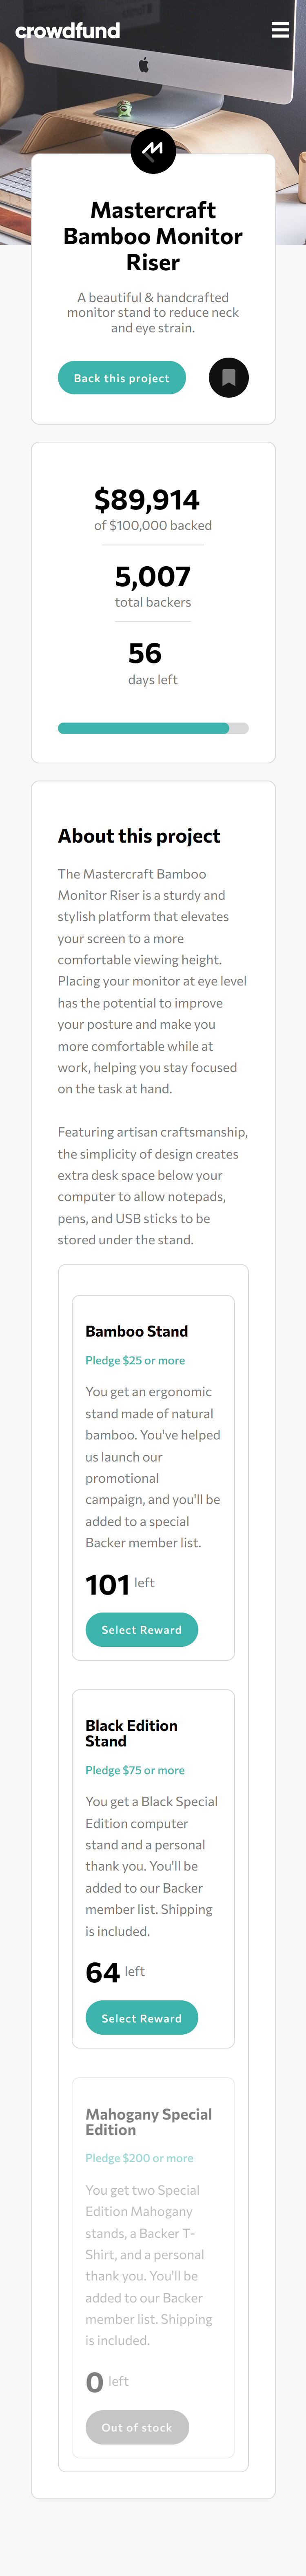 crowdfund
Mastercraft
Bamboo Monitor
Riser
A beautiful & handcrafted
monitor stand to reduce neck
and eye strain.
Back this project
$89,914
of $100,000 backed
5,007
total backers
56
days left
About this project
The Mastercraft Bamboo
Monitor Riser is a sturdy and
stylish platform that elevates
your screen to a more
comfortable viewing height.
Placing your monitor at eye level
has the potential to improve
your posture and make you
more comfortable while at
work, helping you stay focused
on the task at hand.
Featuring artisan craftsmanship,
the simplicity of design creates
extra desk space below your
computer to allow notepads,
pens, and USB sticks to be
stored under the stand.
Bamboo Stand
Pledge $25 or more
You get an ergonomic
stand made of natural
bamboo. You've helped
us launch our
promotional
campaign, and you'll be
added to a special
Backer member list.
101 left
Select Reward
Black Edition
Stand
Pledge $75 or more
You get a Black Special
Edition computer
stand and a personal
thank you. You'll be
added to our Backer
member list. Shipping
is included.
64 left
Select Reward
Mahogany Special
Edition
Pledge $200 or more
You get two Special
Edition Mahogany
stands, a Backer T-
Shirt, and a personal
thank you. You'll be
added to our Backer
member list. Shipping
is included.
0 left
Out of stock